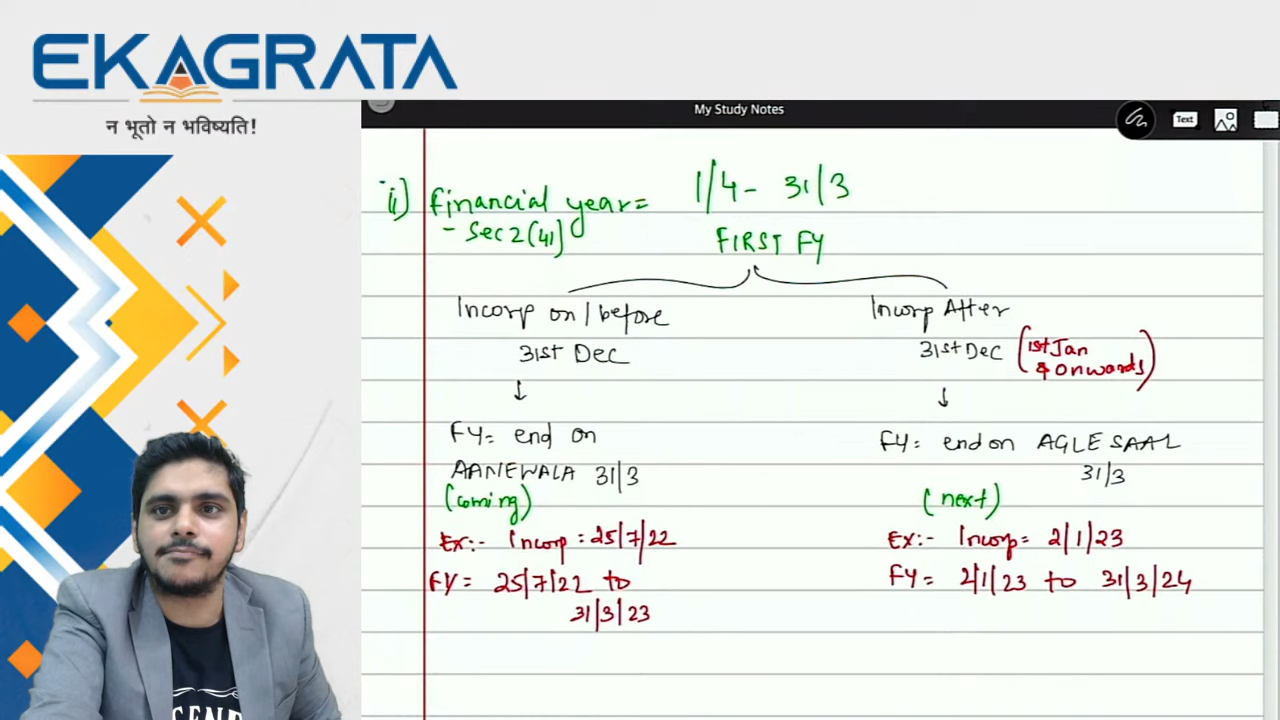 EKAGRATA
न भूतो न भविष्यति!
My Study Notes
Text
ii) financial year = 1/4 - 31/3
- Sec 2(41)
FIRST FY
Incorp on/before
31st Dec
↓
FY = end on
AANEWALA 31/3
(coming)
Ex:- Incorp = 25/7/22
FY = 25/7/22 to
31/3/23
Incorp After
31st Dec (1st Jan
& onwards)
↓
FY = end on AGLE SAAL
31/3
(next)
Ex:- Incorp = 2/1/23
FY = 2/1/23 to 31/3/24